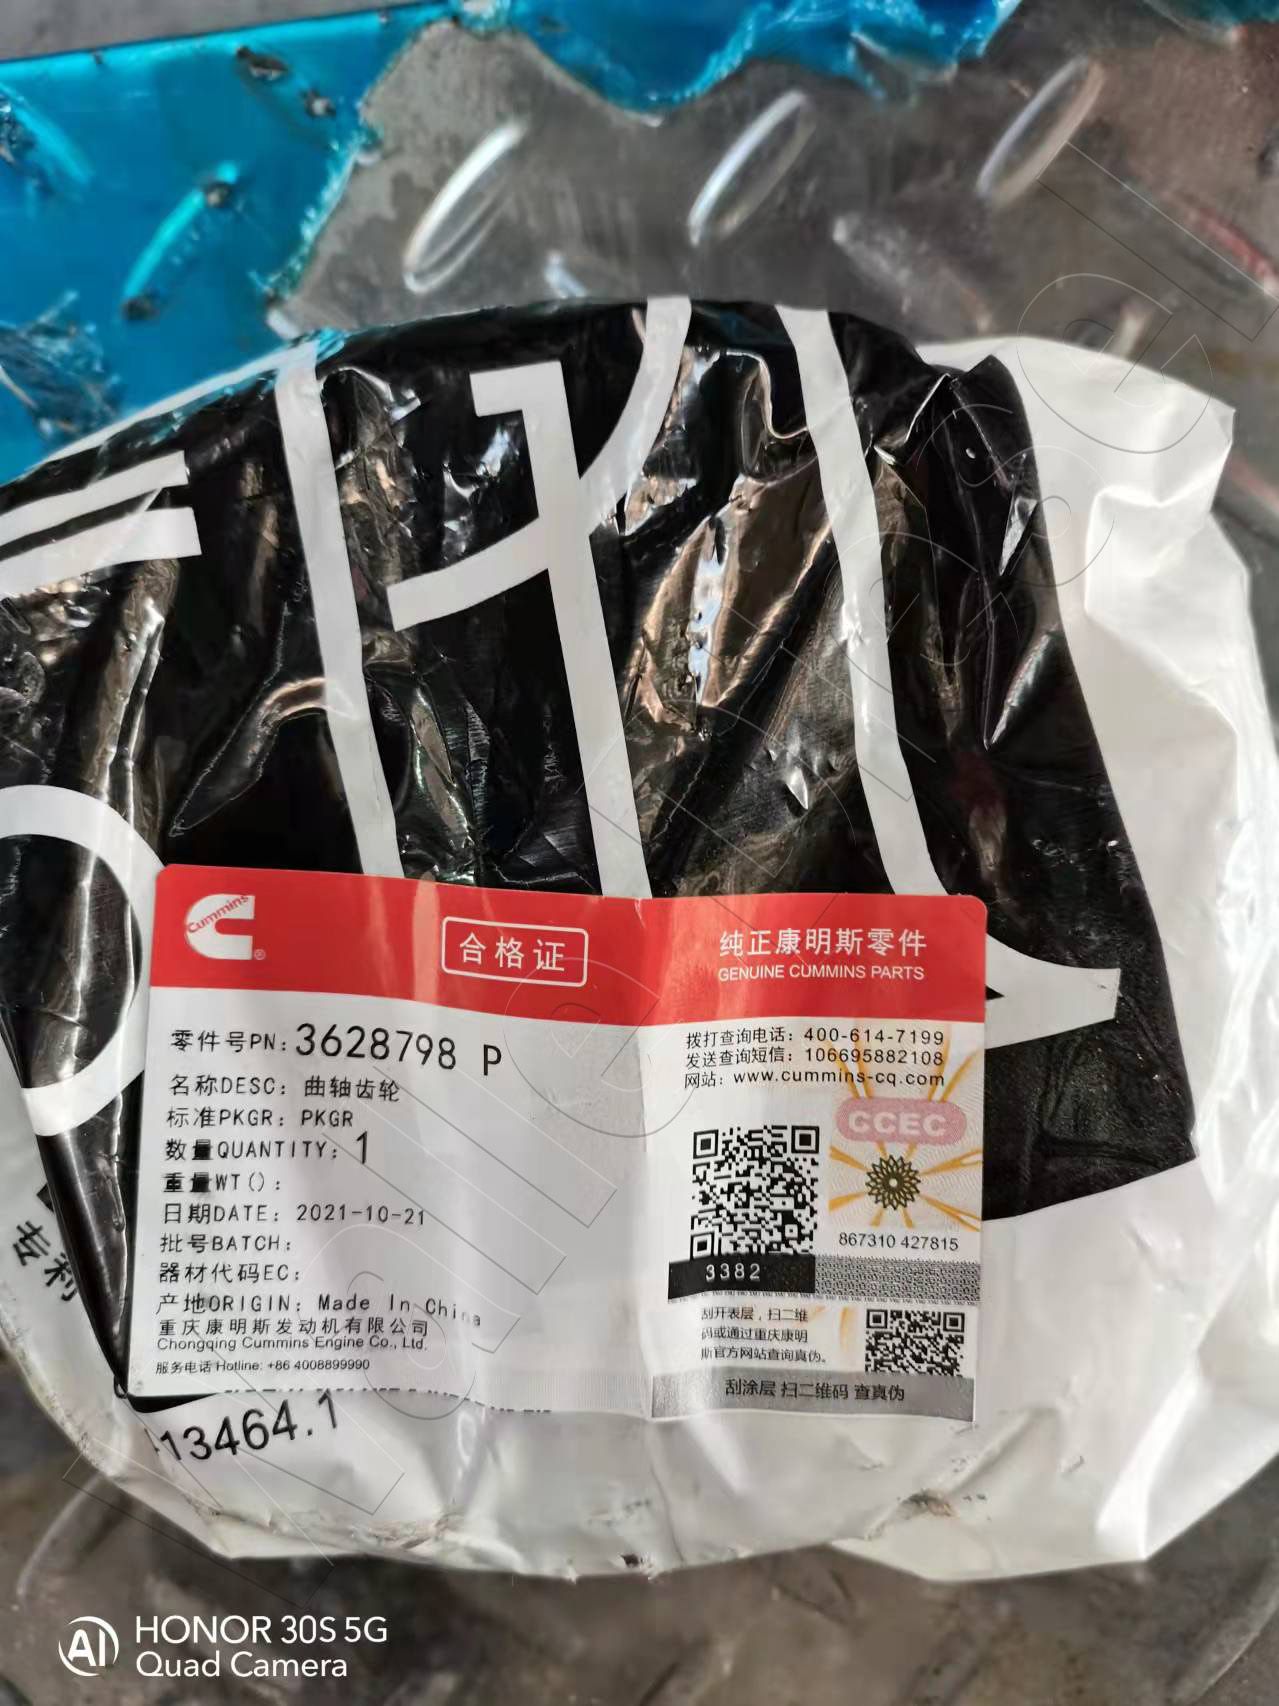 Cummins
®
合格证
纯正康明斯零件
GENUINE CUMMINS PARTS
零件号PN: 3628798 P
名称DESC: 曲轴齿轮
标准PKGR: PKGR
数量QUANTITY: 1
重量WT():
日期DATE: 2021-10-21
批号BATCH:
器材代码EC:
产地ORIGIN: Made In China
重庆康明斯发动机有限公司
Chongqing Cummins Engine Co., Ltd.
服务电话 Hotline: +86 4008899990
拨打查询电话: 400-614-7199
发送查询短信: 106695882108
网站: www.cummins-cq.com
CCEC
867310 427815
3382
刮开表层，扫二维
码或通过重庆康明
斯官方网站查询真伪。
刮涂层 扫二维码 查真伪
专利
13464.1
AI HONOR 30S 5G
Quad Camera